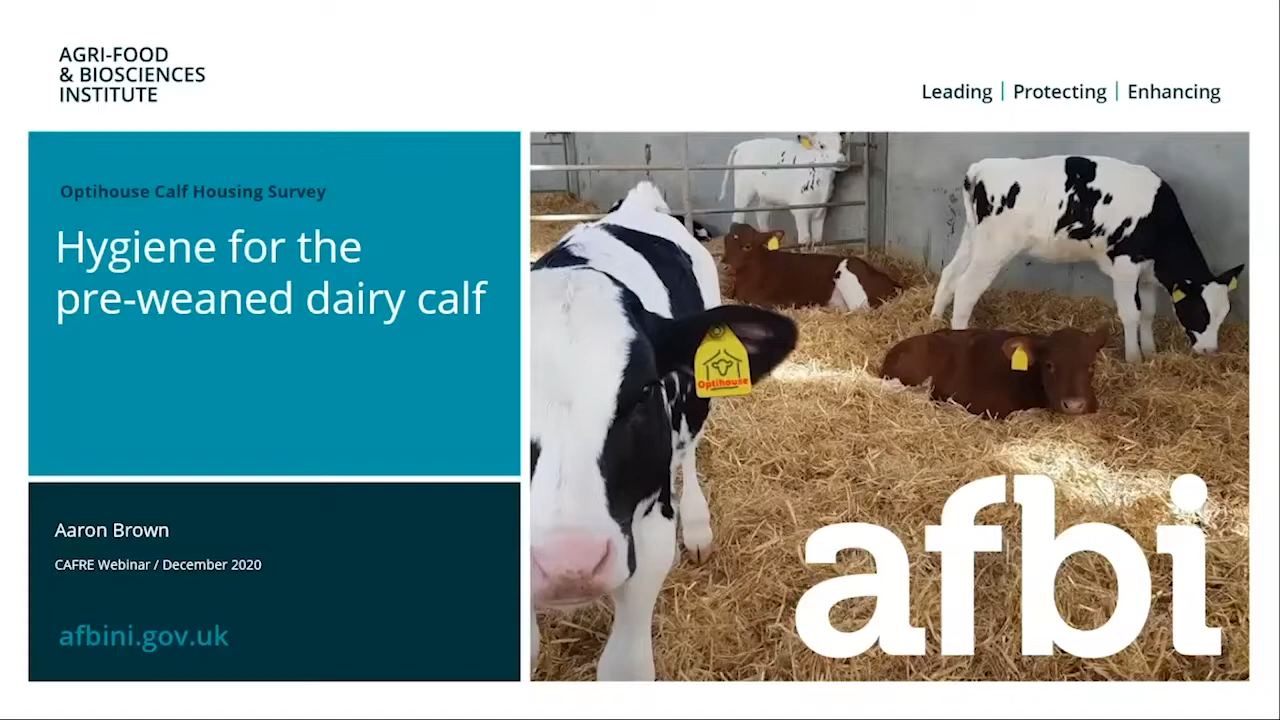 AGRI-FOOD
& BIOSCIENCES
INSTITUTE
Leading | Protecting | Enhancing
Optihouse Calf Housing Survey
Hygiene for the
pre-weaned dairy calf
Aaron Brown
CAFRE Webinar / December 2020
afbini.gov.uk
Optihouse
afbi